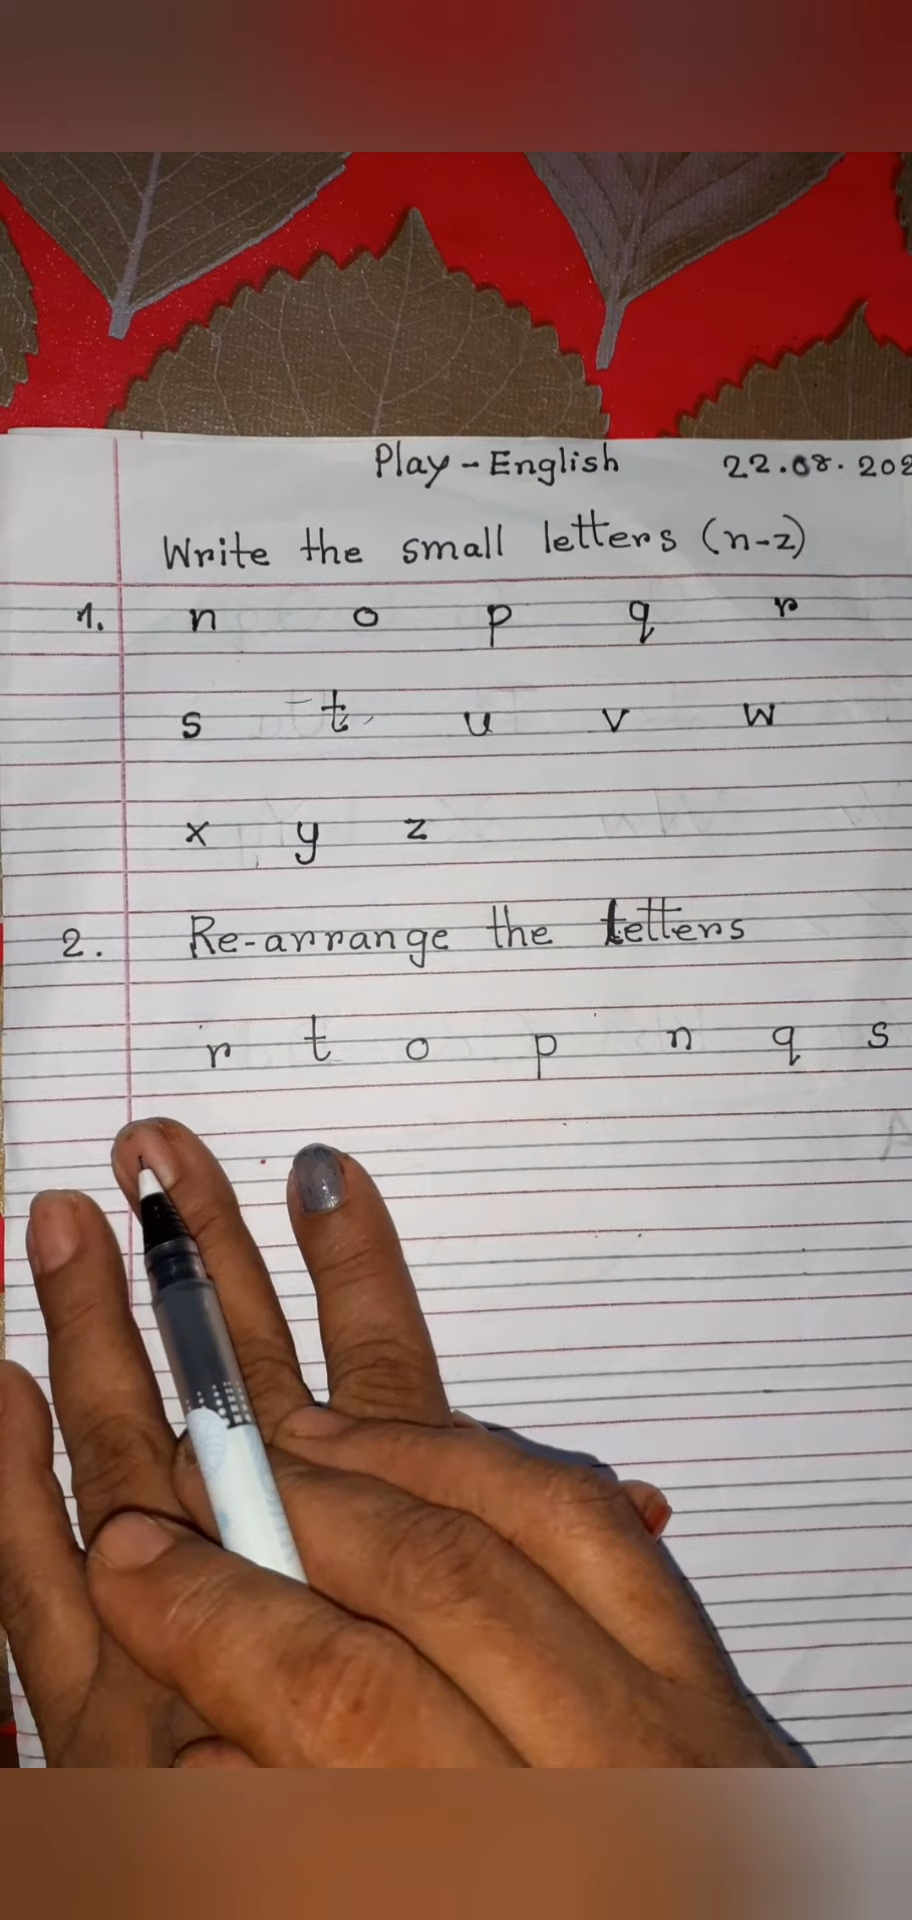 Play - English 22.08.202
Write the small letters (n-z)
1. n o p q r
s t u v w
x y z
2. Re-arrange the letters
r t o p n q s